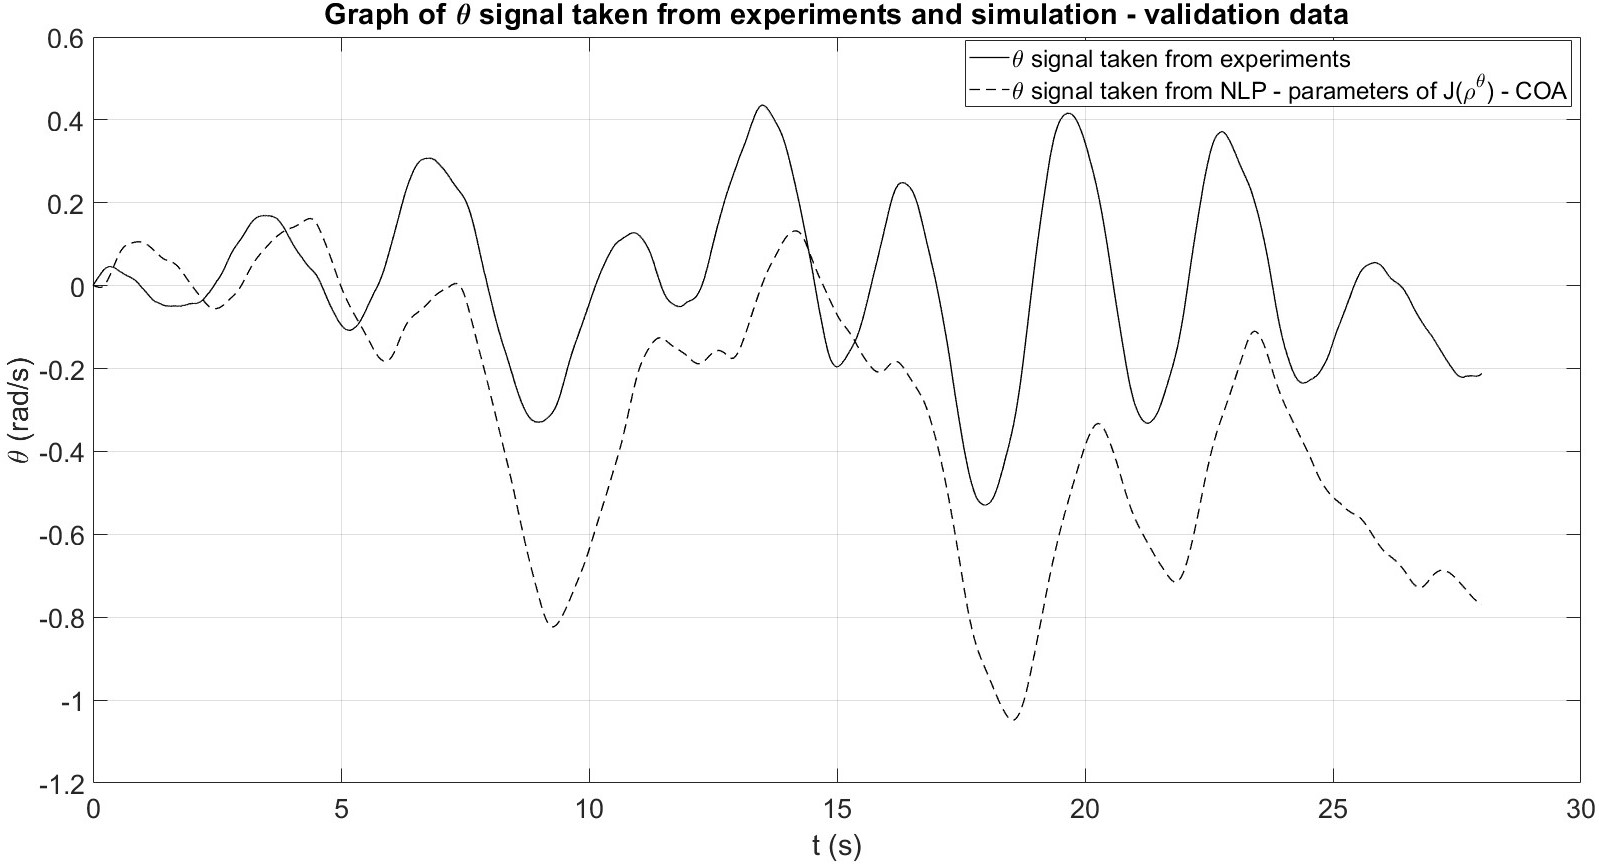 Graph of θ signal taken from experiments and simulation - validation data
θ signal taken from experiments
θ signal taken from NLP - parameters of J(ρ^θ) - COA
0.6
0.4
0.2
0
-0.2
-0.4
-0.6
-0.8
-1
-1.2
θ (rad/s)
0 5 10 15 20 25 30
t (s)